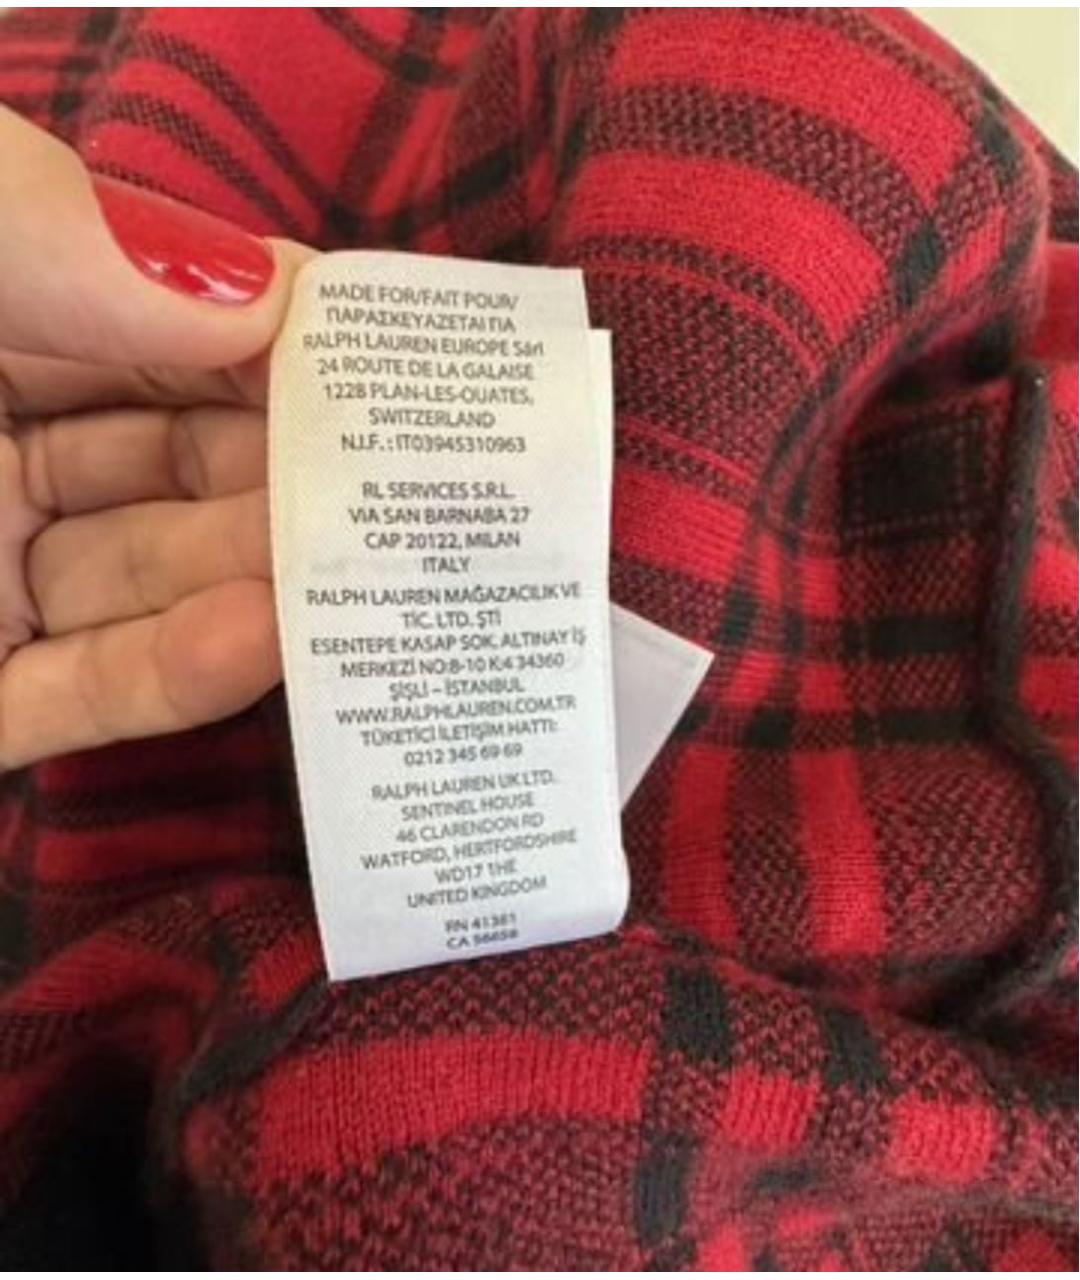 MADE FOR/FAIT POUR/
ΠΑΡΑΣΚΕΥΑΖΕΤΑΙ ΓΙΑ
RALPH LAUREN EUROPE Sàrl
24 ROUTE DE LA GALAISE
1228 PLAN-LES-OUATES,
SWITZERLAND
N.I.F. : IT03945310963
RL SERVICES S.R.L.
VIA SAN BARNABA 27
CAP 20122, MILAN
ITALY
RALPH LAUREN MAĞAZACILIK VE
TİC. LTD. ŞTİ
ESENTEPE KASAP SOK. ALTINAY İŞ
MERKEZİ NO:8-10 K:4 34360
ŞİŞLİ – İSTANBUL
WWW.RALPHLAUREN.COM.TR
TÜKETİCİ İLETİŞİM HATTI:
0212 345 69 69
RALPH LAUREN UK LTD.
SENTINEL HOUSE
46 CLARENDON RD
WATFORD, HERTFORDSHIRE
WD17 1HE
UNITED KINGDOM
RN 41381
CA 56658